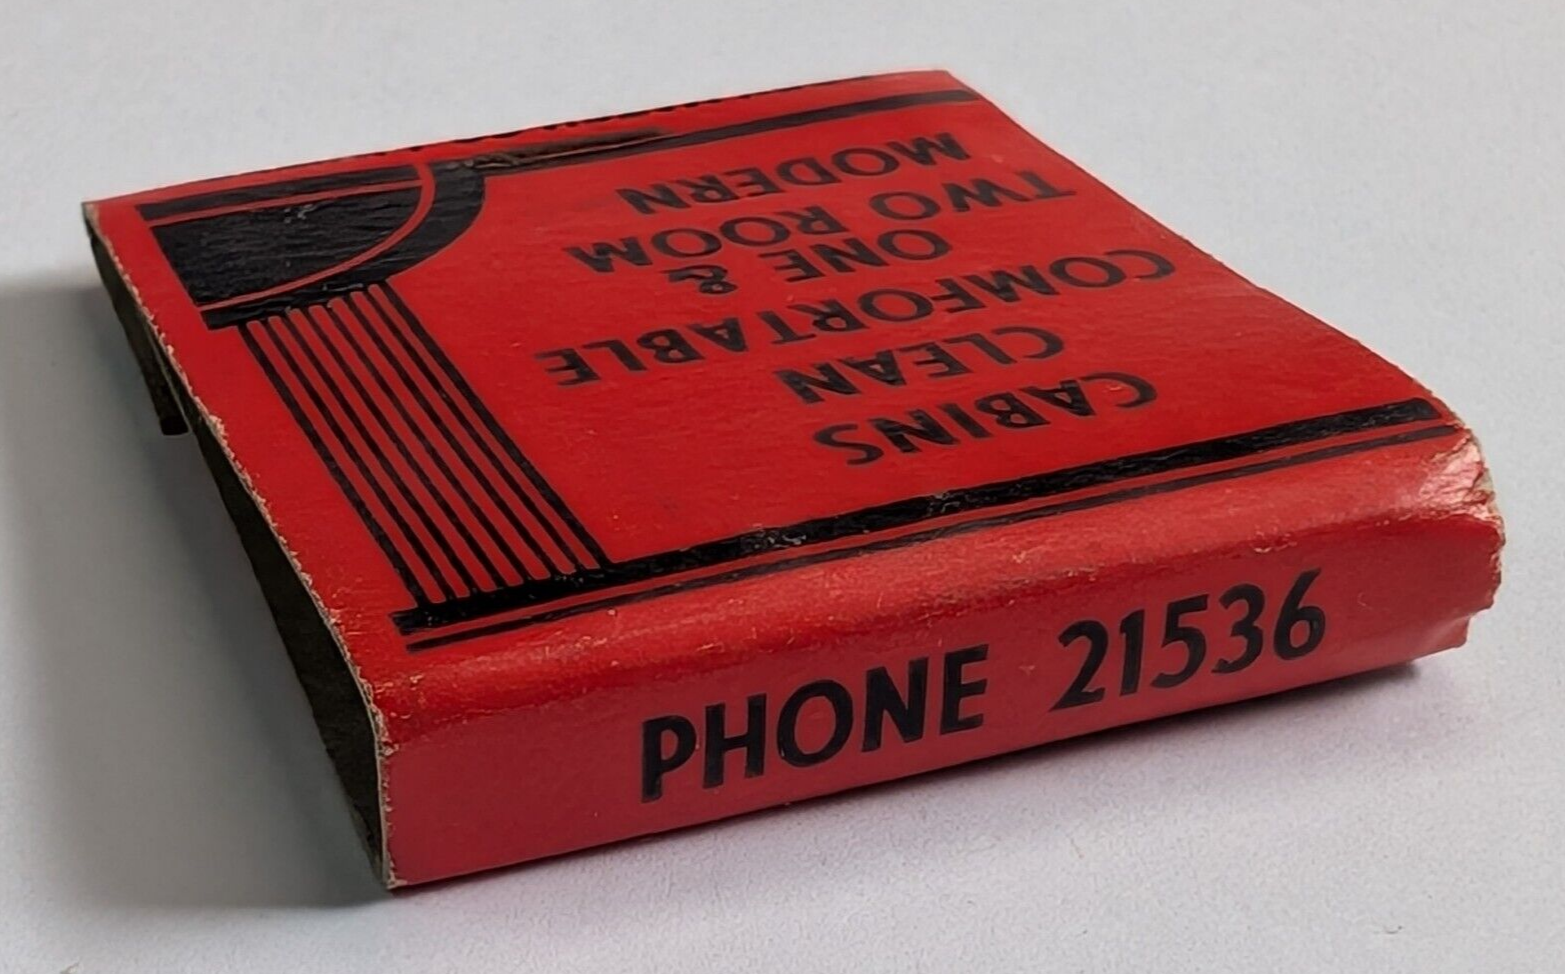 CABINS
CLEAN
COMFORTABLE
ONE &
TWO ROOM
MODERN
PHONE 21536